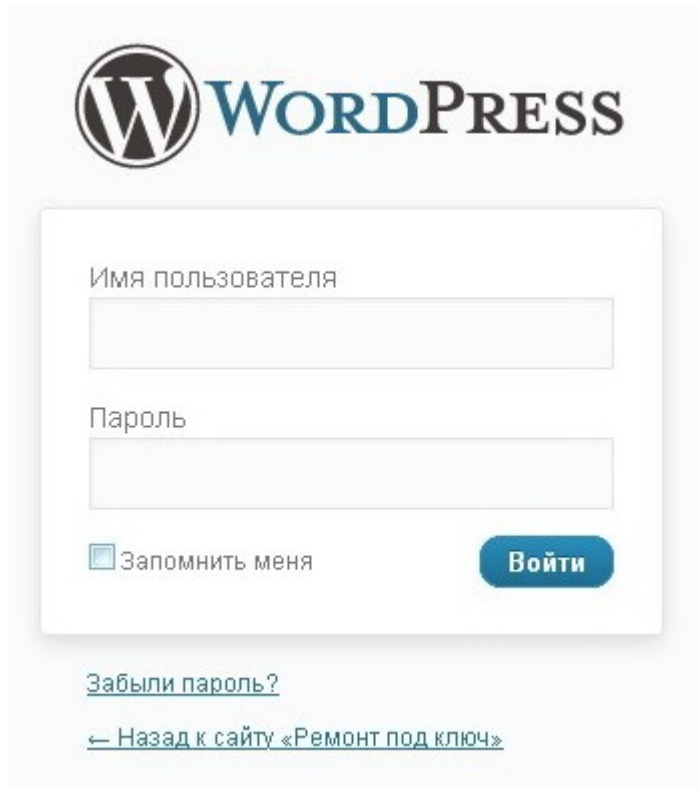 WORDPRESS
Имя пользователя
Пароль
Запомнить меня
Войти
Забыли пароль?
← Назад к сайту «Ремонт под ключ»